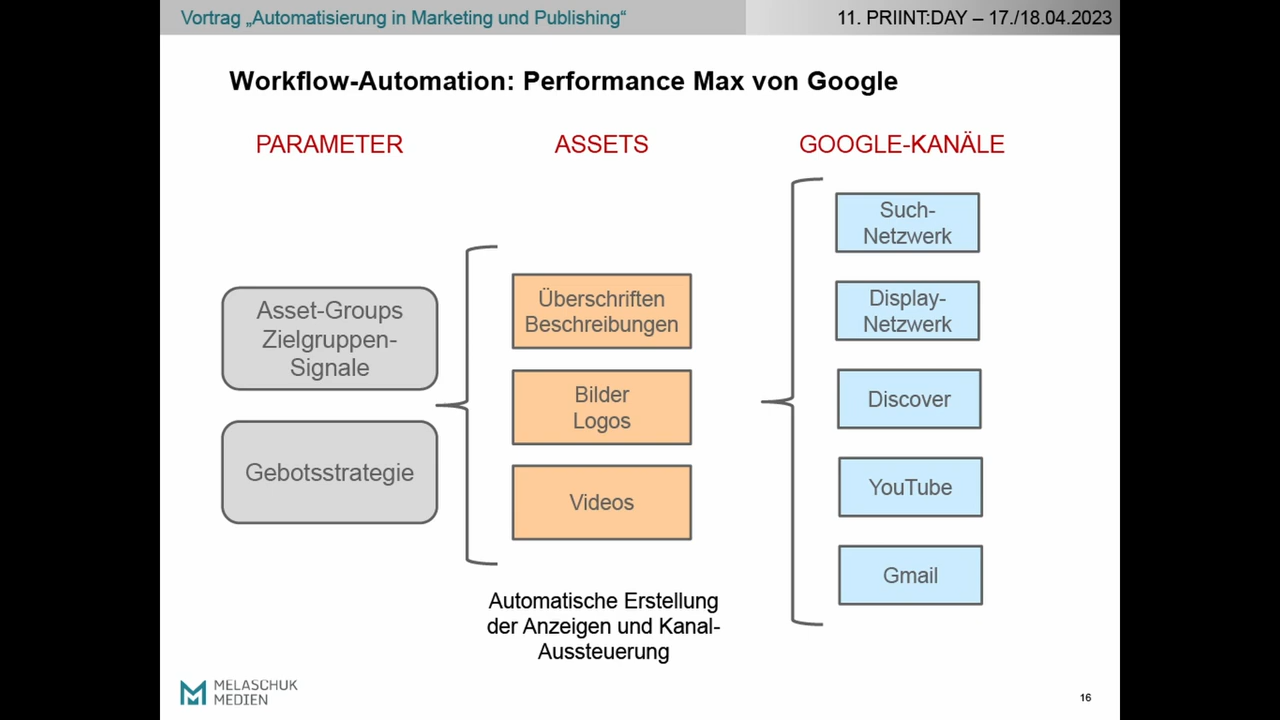 Vortrag „Automatisierung in Marketing und Publishing“
11. PRIINT:DAY – 17./18.04.2023
Workflow-Automation: Performance Max von Google
PARAMETER
ASSETS
GOOGLE-KANÄLE
Asset-Groups
Zielgruppen-
Signale
Gebotsstrategie
Überschriften
Beschreibungen
Bilder
Logos
Videos
Automatische Erstellung
der Anzeigen und Kanal-
Aussteuerung
Such-
Netzwerk
Display-
Netzwerk
Discover
YouTube
Gmail
MELASCHUK
MEDIEN
16